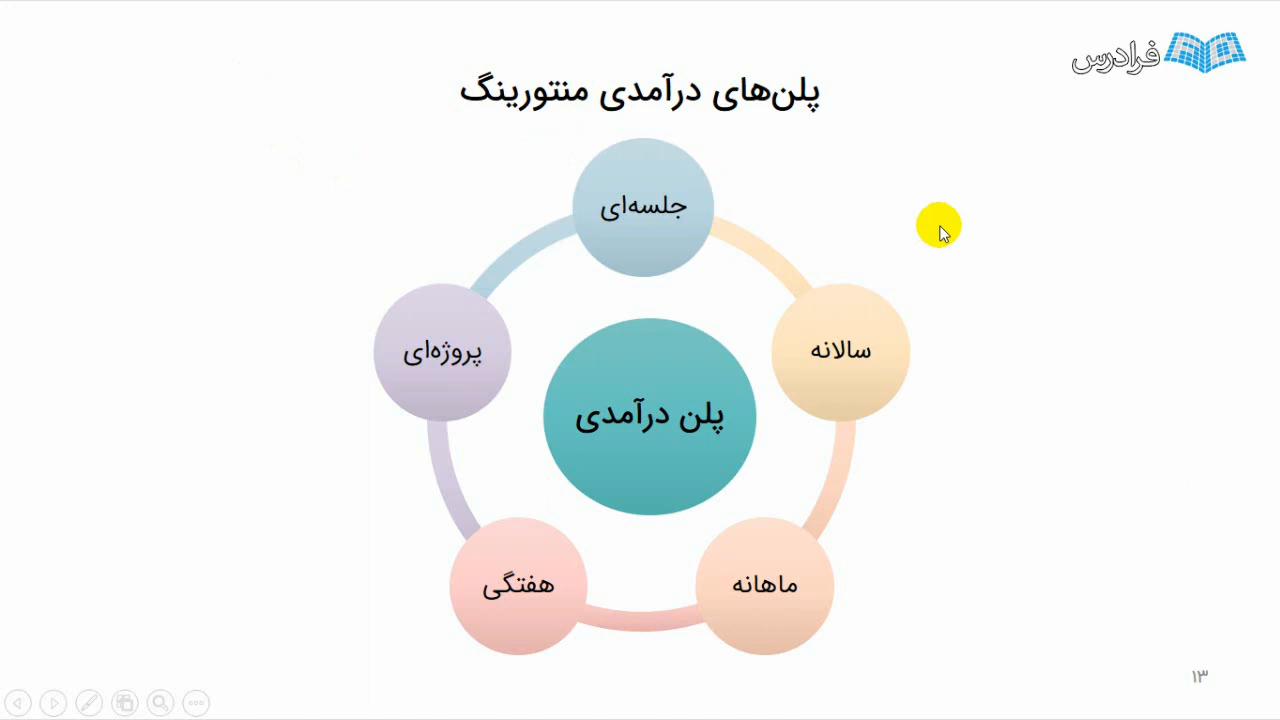 فرادرس
پلن‌های درآمدی منتورینگ
جلسه‌ای
سالانه
پروژه‌ای
پلن درآمدی
ماهانه
هفتگی
۱۳